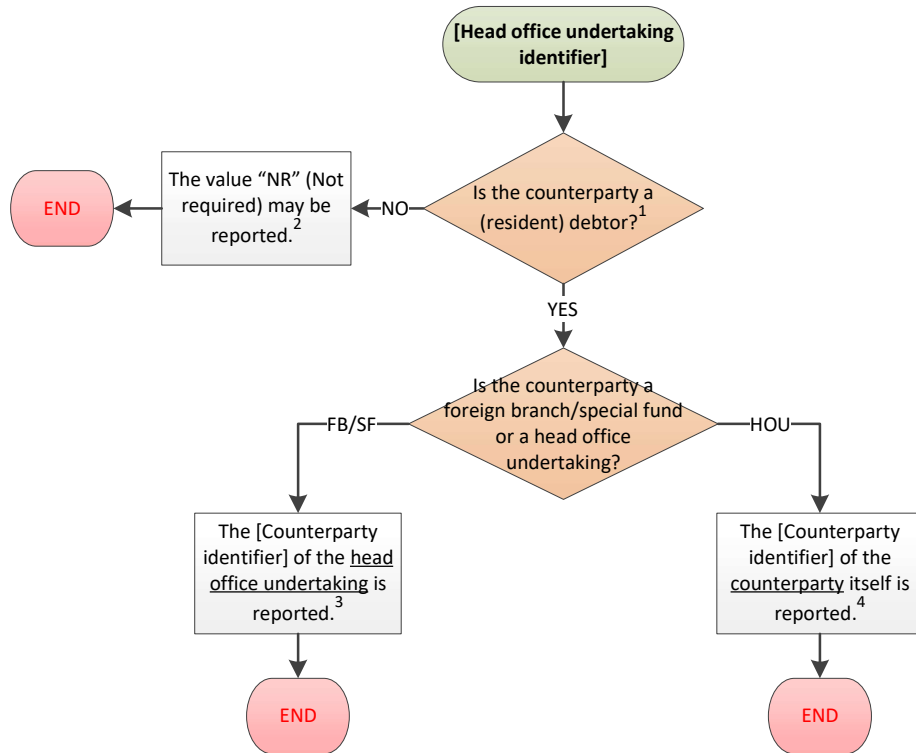 [Head office undertaking
identifier]
Is the counterparty a
(resident) debtor?1
NO
The value “NR” (Not
required) may be
reported.2
END
YES
Is the counterparty a
foreign branch/special fund
or a head office
undertaking?
FB/SF
HOU
The [Counterparty
identifier] of the head
office undertaking is
reported.3
The [Counterparty
identifier] of the
counterparty itself is
reported.4
END
END